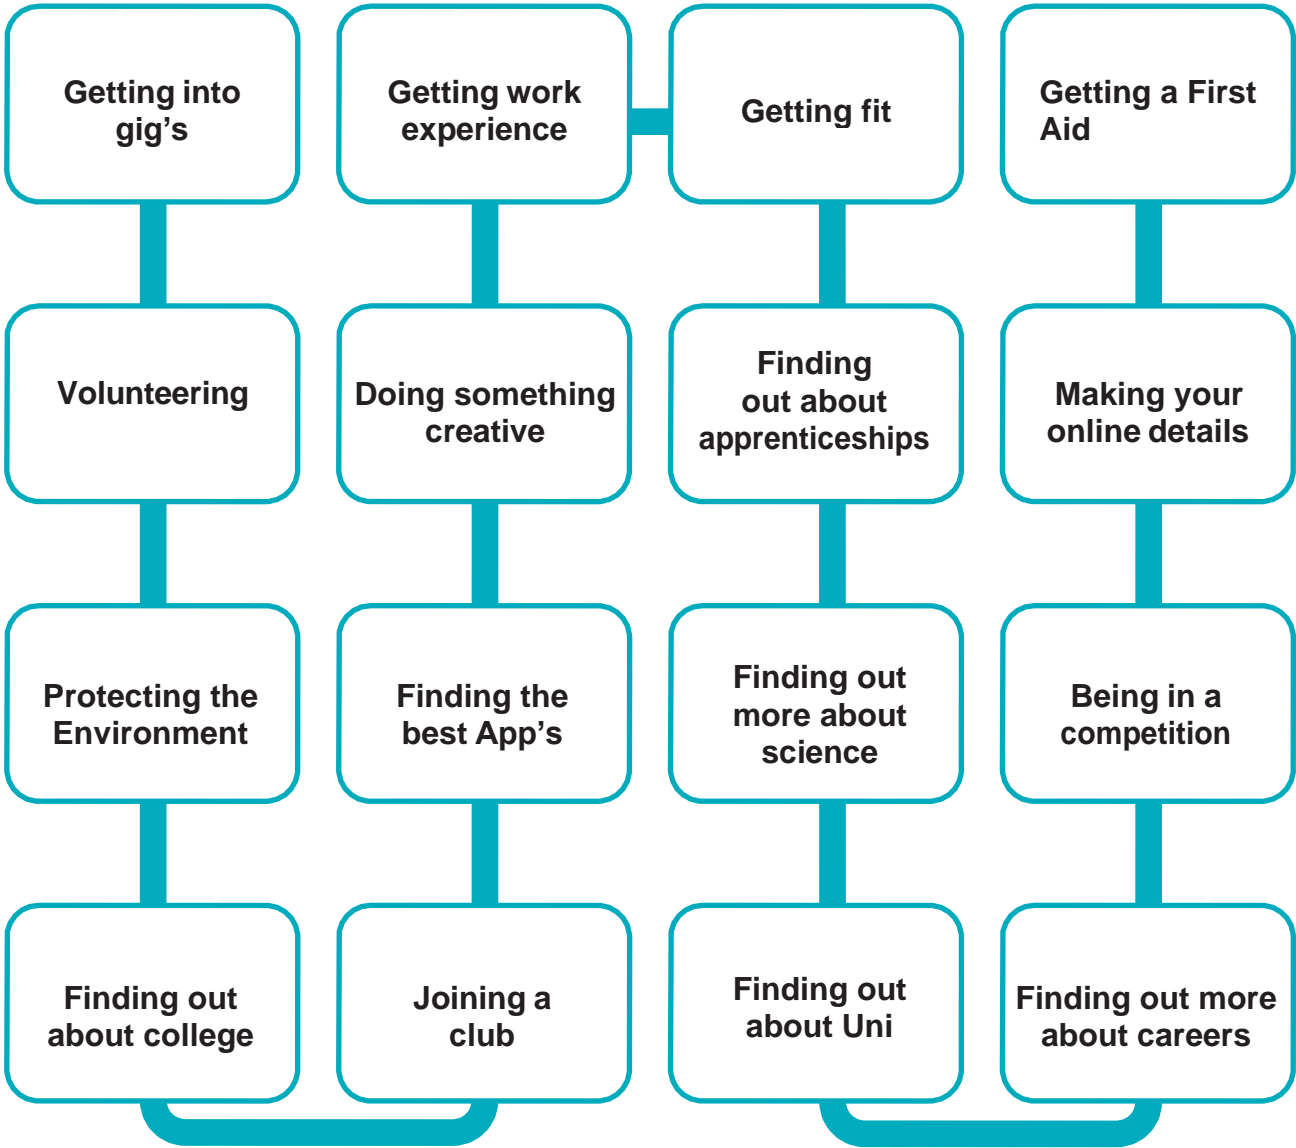 Getting into
gig’s
Getting work
experience
Getting fit
Getting a First
Aid
Volunteering
Doing something
creative
Finding
out about
apprenticeships
Making your
online details
Protecting the
Environment
Finding the
best App’s
Finding out
more about
science
Being in a
competition
Finding out
about college
Joining a
club
Finding out
about Uni
Finding out more
about careers